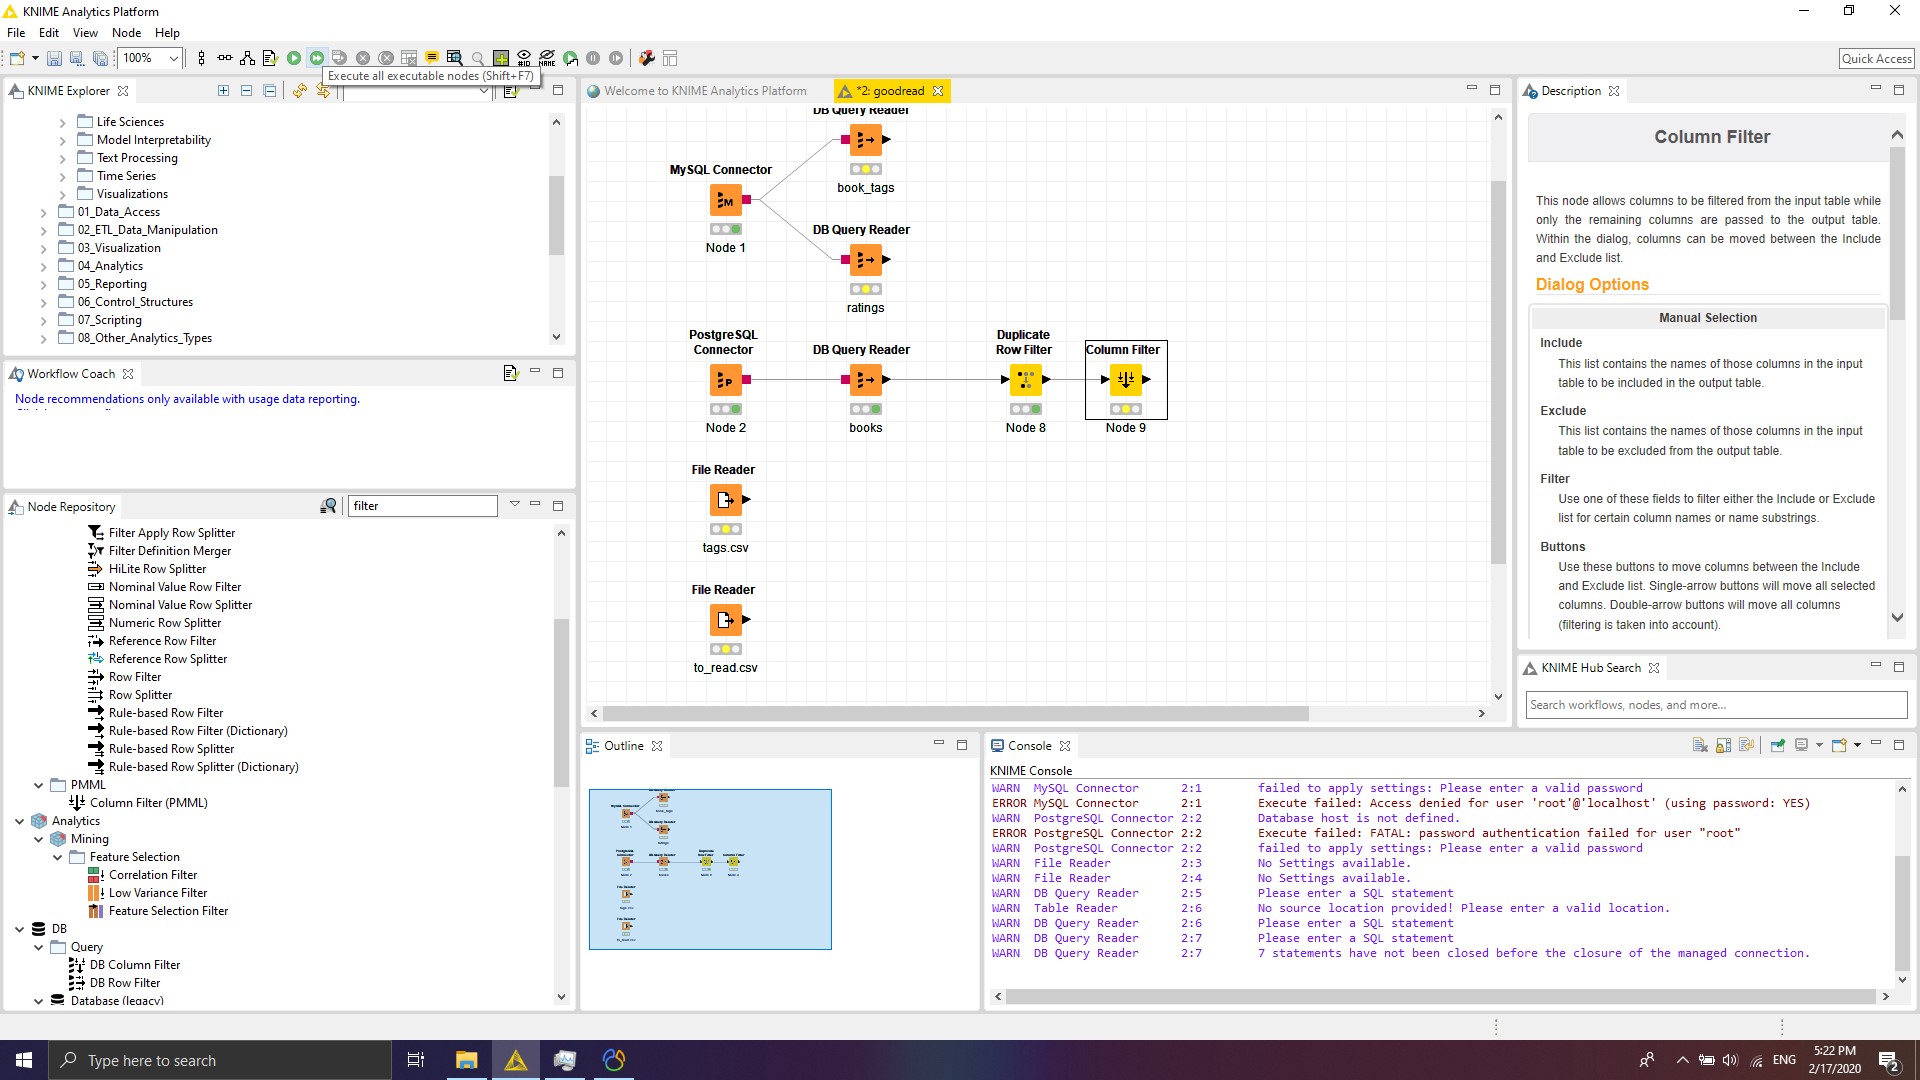 KNIME Analytics Platform
File Edit View Node Help
100%
Quick Access
Execute all executable nodes (Shift+F7)
KNIME Explorer
Life Sciences
Model Interpretability
Text Processing
Time Series
Visualizations
01_Data_Access
02_ETL_Data_Manipulation
03_Visualization
04_Analytics
05_Reporting
06_Control_Structures
07_Scripting
08_Other_Analytics_Types
Workflow Coach
Node recommendations only available with usage data reporting.
Node Repository
filter
Filter Apply Row Splitter
Filter Definition Merger
HiLite Row Splitter
Nominal Value Row Filter
Nominal Value Row Splitter
Numeric Row Splitter
Reference Row Filter
Reference Row Splitter
Row Filter
Row Splitter
Rule-based Row Filter
Rule-based Row Filter (Dictionary)
Rule-based Row Splitter
Rule-based Row Splitter (Dictionary)
PMML
Column Filter (PMML)
Analytics
Mining
Feature Selection
Correlation Filter
Low Variance Filter
Feature Selection Filter
DB
Query
DB Column Filter
DB Row Filter
Database (legacy)
Welcome to KNIME Analytics Platform
*2: goodread
DB Query Reader
book_tags
MySQL Connector
Node 1
DB Query Reader
ratings
PostgreSQL
Connector
Node 2
DB Query Reader
books
Duplicate
Row Filter
Node 8
Column Filter
Node 9
File Reader
tags.csv
File Reader
to_read.csv
Description
Column Filter
This node allows columns to be filtered from the input table while
only the remaining columns are passed to the output table.
Within the dialog, columns can be moved between the Include
and Exclude list.
Dialog Options
Manual Selection
Include
This list contains the names of those columns in the input
table to be included in the output table.
Exclude
This list contains the names of those columns in the input
table to be excluded from the output table.
Filter
Use one of these fields to filter either the Include or Exclude
list for certain column names or name substrings.
Buttons
Use these buttons to move columns between the Include
and Exclude list. Single-arrow buttons will move all selected
columns. Double-arrow buttons will move all columns
(filtering is taken into account).
KNIME Hub Search
Search workflows, nodes, and more...
Outline
Console
KNIME Console
WARN MySQL Connector 2:1 failed to apply settings: Please enter a valid password
ERROR MySQL Connector 2:1 Execute failed: Access denied for user 'root'@'localhost' (using password: YES)
WARN PostgreSQL Connector 2:2 Database host is not defined.
ERROR PostgreSQL Connector 2:2 Execute failed: FATAL: password authentication failed for user "root"
WARN PostgreSQL Connector 2:2 failed to apply settings: Please enter a valid password
WARN File Reader 2:3 No Settings available.
WARN File Reader 2:4 No Settings available.
WARN DB Query Reader 2:5 Please enter a SQL statement
WARN Table Reader 2:6 No source location provided! Please enter a valid location.
WARN DB Query Reader 2:6 Please enter a SQL statement
WARN DB Query Reader 2:7 Please enter a SQL statement
WARN DB Query Reader 2:7 7 statements have not been closed before the closure of the managed connection.
Type here to search
ENG
5:22 PM
2/17/2020
2